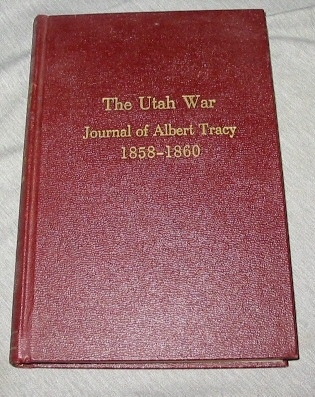 The Utah War
Journal of Albert Tracy
1858-1860